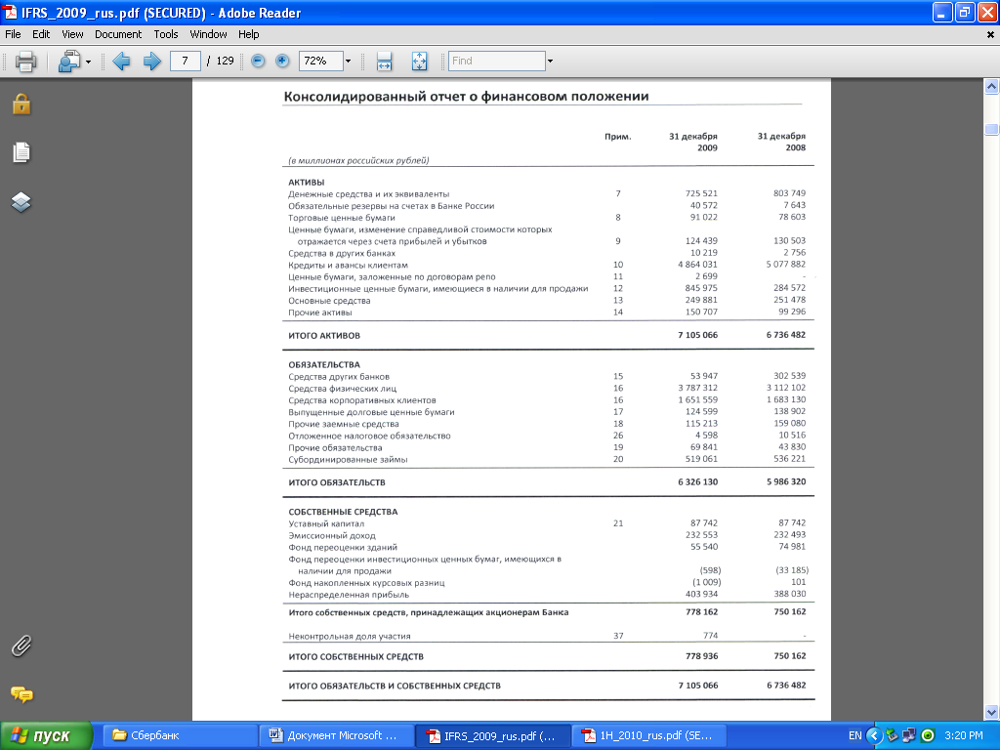 IFRS_2009_rus.pdf (SECURED) - Adobe Reader
File Edit View Document Tools Window Help
7 / 129 72% Find
Консолидированный отчет о финансовом положении
Прим. 31 декабря 31 декабря
2009 2008
(в миллионах российских рублей)
АКТИВЫ
Денежные средства и их эквиваленты 7 725 521 803 749
Обязательные резервы на счетах в Банке России 40 572 7 643
Торговые ценные бумаги 8 91 022 78 603
Ценные бумаги, изменение справедливой стоимости которых
отражается через счета прибылей и убытков 9 124 439 130 503
Средства в других банках 10 219 2 756
Кредиты и авансы клиентам 10 4 864 031 5 077 882
Ценные бумаги, заложенные по договорам репо 11 2 699 -
Инвестиционные ценные бумаги, имеющиеся в наличии для продажи 12 845 975 284 572
Основные средства 13 249 881 251 478
Прочие активы 14 150 707 99 296
ИТОГО АКТИВОВ 7 105 066 6 736 482
ОБЯЗАТЕЛЬСТВА
Средства других банков 15 53 947 302 539
Средства физических лиц 16 3 787 312 3 112 102
Средства корпоративных клиентов 16 1 651 559 1 683 130
Выпущенные долговые ценные бумаги 17 124 599 138 902
Прочие заемные средства 18 115 213 159 080
Отложенное налоговое обязательство 26 4 598 10 516
Прочие обязательства 19 69 841 43 830
Субординированные займы 20 519 061 536 221
ИТОГО ОБЯЗАТЕЛЬСТВ 6 326 130 5 986 320
СОБСТВЕННЫЕ СРЕДСТВА
Уставный капитал 21 87 742 87 742
Эмиссионный доход 232 553 232 493
Фонд переоценки зданий 55 540 74 981
Фонд переоценки инвестиционных ценных бумаг, имеющихся в
наличии для продажи (598) (33 185)
Фонд накопленных курсовых разниц (1 009) 101
Нераспределенная прибыль 403 934 388 030
Итого собственных средств, принадлежащих акционерам Банка 778 162 750 162
Неконтрольная доля участия 37 774 -
ИТОГО СОБСТВЕННЫХ СРЕДСТВ 778 936 750 162
ИТОГО ОБЯЗАТЕЛЬСТВ И СОБСТВЕННЫХ СРЕДСТВ 7 105 066 6 736 482
пуск Сбербанк Документ Microsoft ... IFRS_2009_rus.pdf (... 1H_2010_rus.pdf (SE... EN 3:20 PM